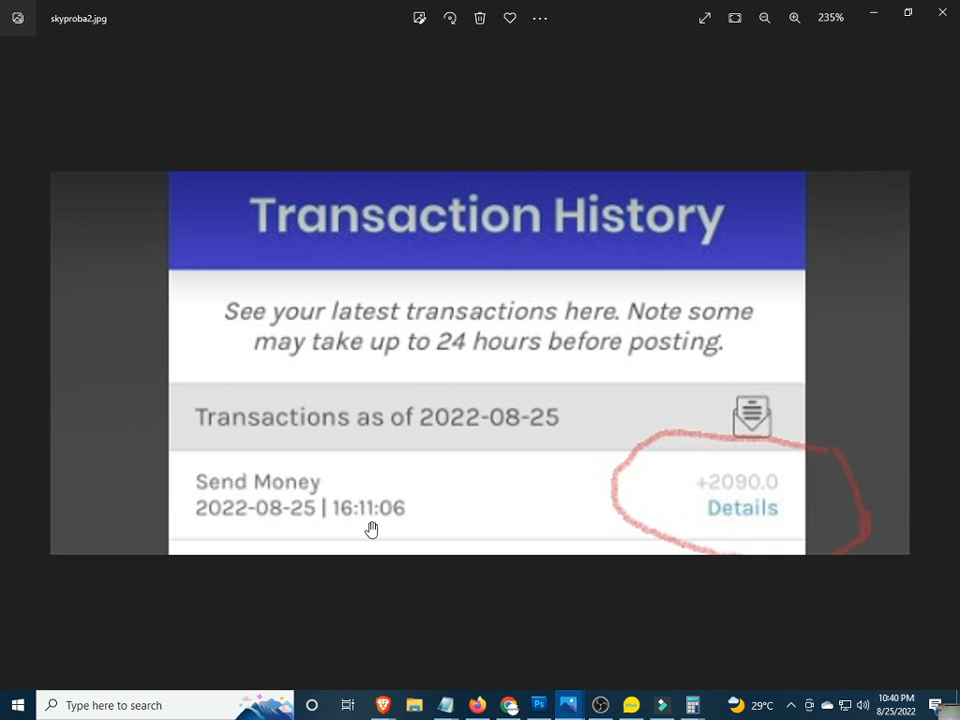 skyproba2.jpg
235%
Transaction History
See your latest transactions here. Note some
may take up to 24 hours before posting.
Transactions as of 2022-08-25
Send Money
+2090.0
2022-08-25 | 16:11:06
Details
Type here to search
Ps
29°C
10:40 PM
8/25/2022